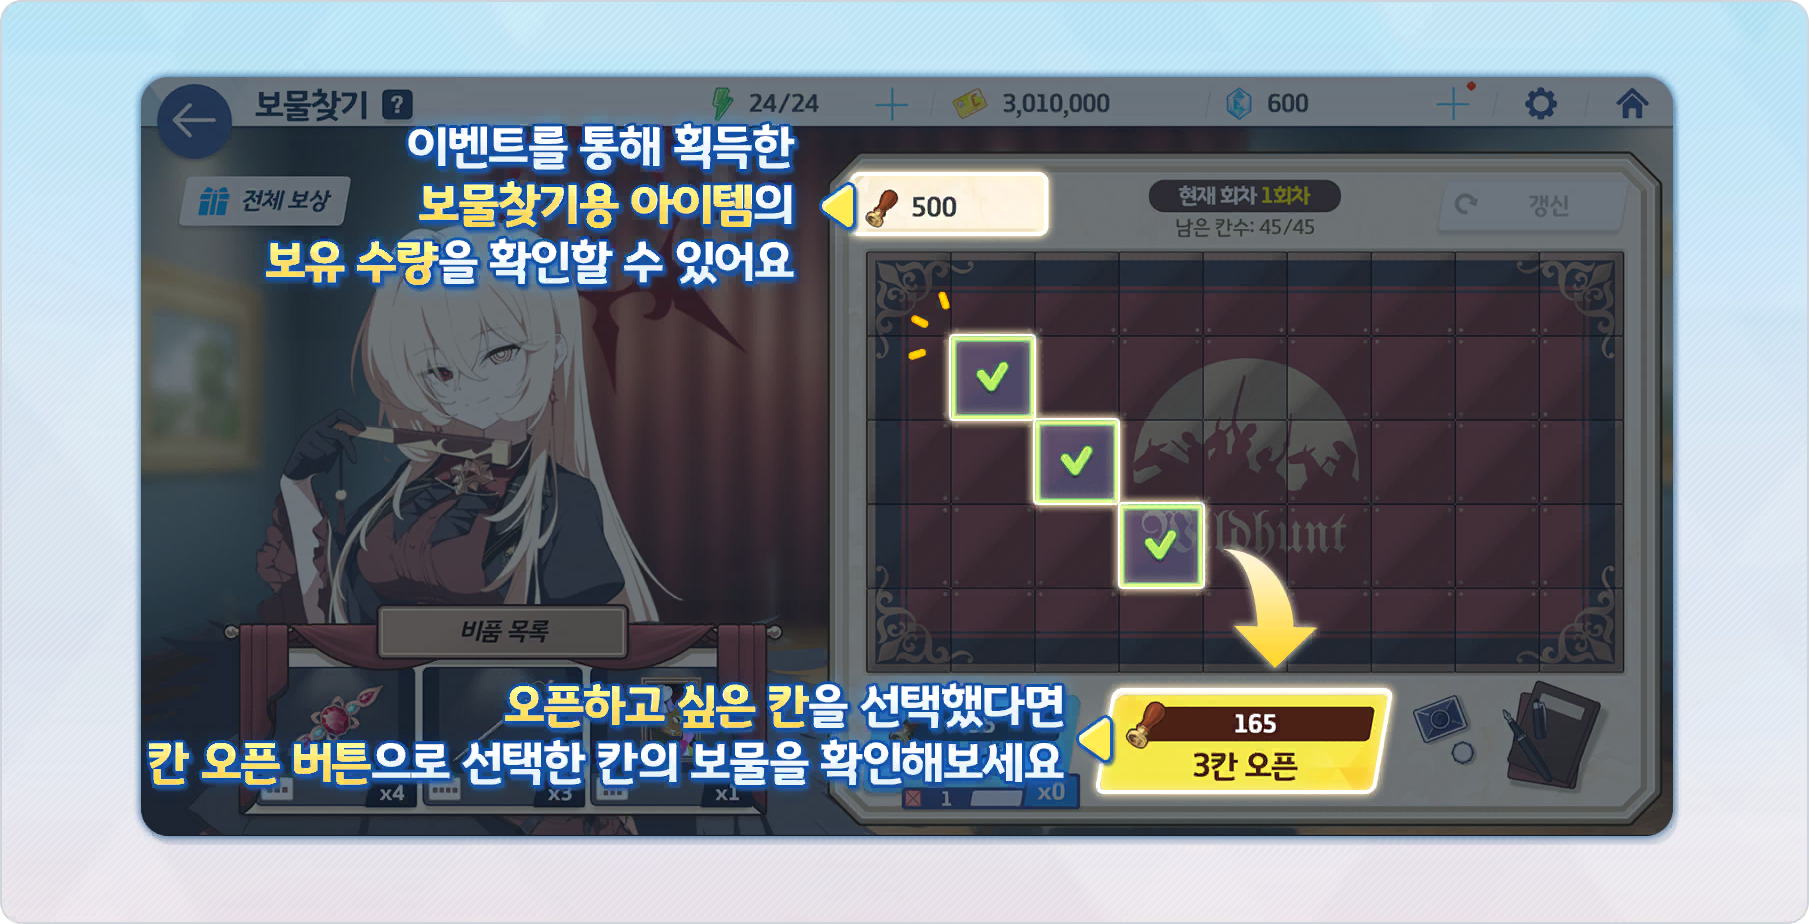 보물찾기 ?
24/24
3,010,000
600
이벤트를 통해 획득한
보물찾기용 아이템의
보유 수량을 확인할 수 있어요
전체 보상
500
현재 회차 1회차
남은 칸수: 45/45
갱신
Wildhunt
비품 목록
오픈하고 싶은 칸을 선택했다면
칸 오픈 버튼으로 선택한 칸의 보물을 확인해보세요
x4
x3
x1
1
x0
165
3칸 오픈